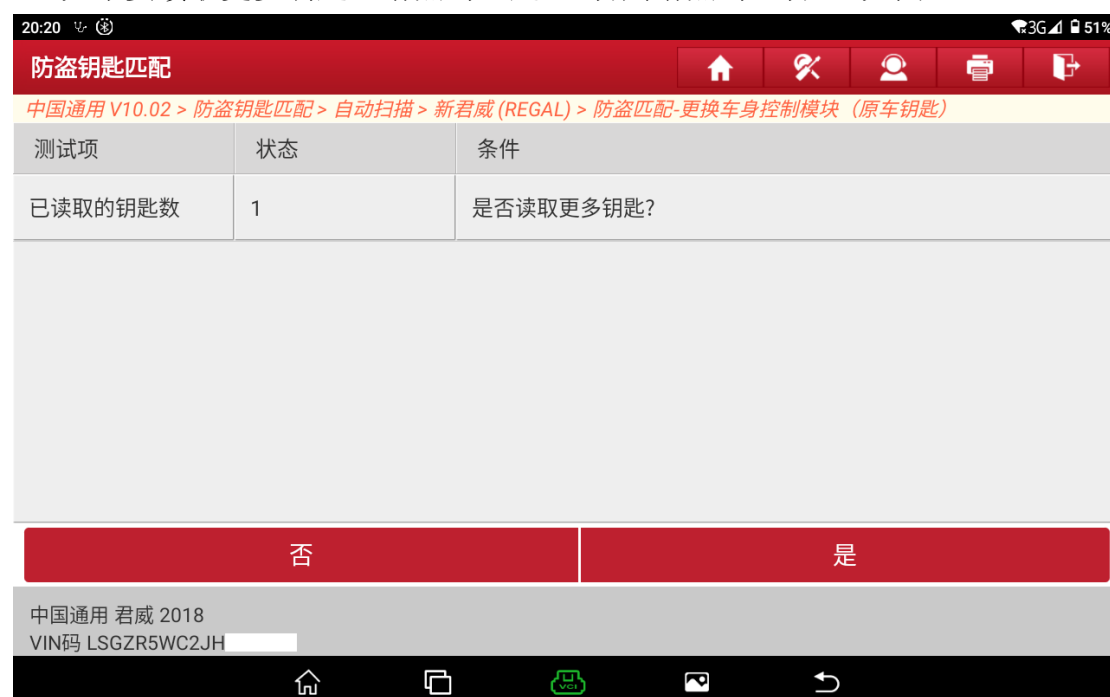 20:20 3G 51%
防盗钥匙匹配
中国通用 V10.02 > 防盗钥匙匹配 > 自动扫描 > 新君威 (REGAL) > 防盗匹配-更换车身控制模块（原车钥匙）
测试项 状态 条件
已读取的钥匙数 1 是否读取更多钥匙?
否 是
中国通用 君威 2018
VIN码 LSGZR5WC2JH
VCI